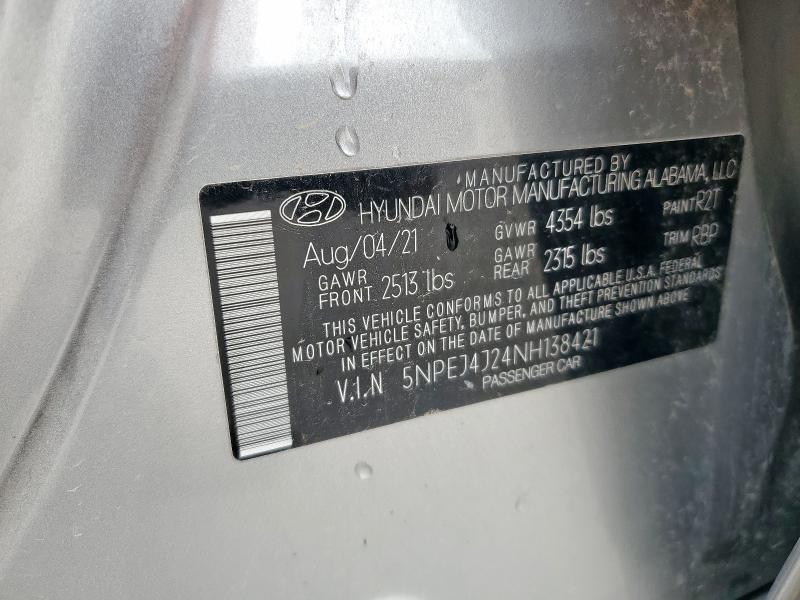 MANUFACTURED BY
HYUNDAI MOTOR MANUFACTURING ALABAMA, LLC
Aug/04/21 GVWR 4354 lbs PAINT R2T
GAWR FRONT 2513 lbs GAWR REAR 2315 lbs TRIM RBP
THIS VEHICLE CONFORMS TO ALL APPLICABLE U.S.A. FEDERAL
MOTOR VEHICLE SAFETY, BUMPER, AND THEFT PREVENTION STANDARDS
IN EFFECT ON THE DATE OF MANUFACTURE SHOWN ABOVE.
V.I.N 5NPEJ4J24NH138421
PASSENGER CAR